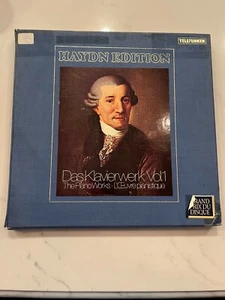 TELEFUNKEN
HAYDN EDITION
Das Klavierwerk Vol.1
The Piano Works · L'Œuvre pianistique
GRAND
PRIX DU
DISQUE